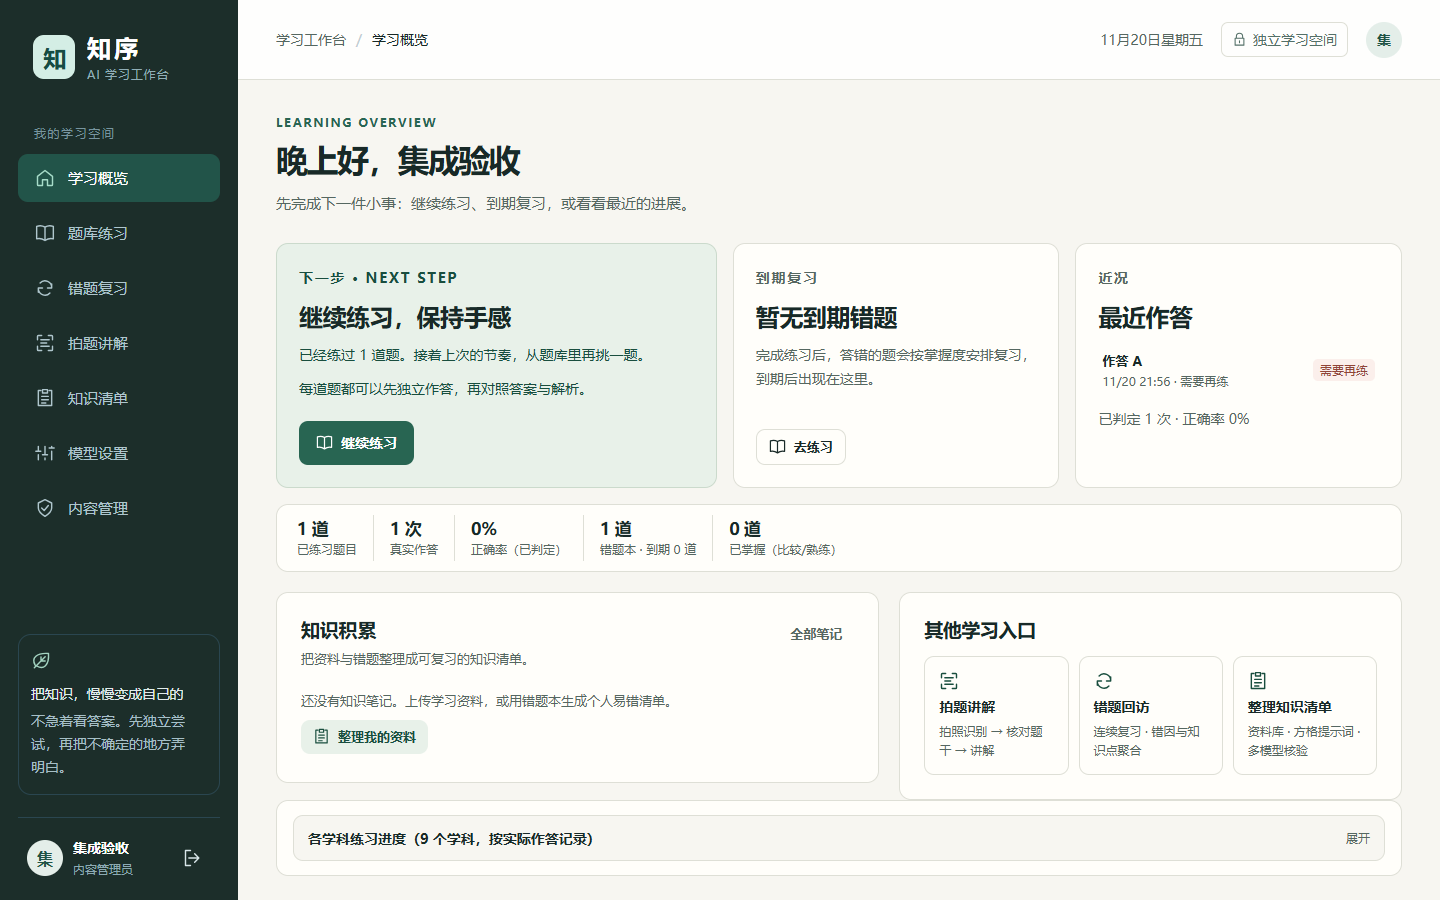 知
知序
AI 学习工作台
我的学习空间
学习概览
题库练习
错题复习
拍题讲解
知识清单
模型设置
内容管理
把知识，慢慢变成自己的
不急着看答案。先独立尝
试，再把不确定的地方弄
明白。
集
集成验收
内容管理员
学习工作台 / 学习概览
11月20日星期五
独立学习空间
集
LEARNING OVERVIEW
晚上好，集成验收
先完成下一件小事：继续练习、到期复习，或看看最近的进展。
下一步 • NEXT STEP
继续练习，保持手感
已经练过 1 道题。接着上次的节奏，从题库里再挑一题。
每道题都可以先独立作答，再对照答案与解析。
继续练习
到期复习
暂无到期错题
完成练习后，答错的题会按掌握度安排复习，
到期后出现在这里。
去练习
近况
最近作答
作答 A
11/20 21:56 · 需要再练
需要再练
已判定 1 次 · 正确率 0%
1 道
已练习题目
1 次
真实作答
0%
正确率（已判定）
1 道
错题本 · 到期 0 道
0 道
已掌握（比较/熟练）
知识积累
全部笔记
把资料与错题整理成可复习的知识清单。
还没有知识笔记。上传学习资料，或用错题本生成个人易错清单。
整理我的资料
其他学习入口
拍题讲解
拍照识别 → 核对题
干 → 讲解
错题回访
连续复习 · 错因与知
识点聚合
整理知识清单
资料库 · 方格提示词 ·
多模型核验
各学科练习进度（9 个学科，按实际作答记录）
展开